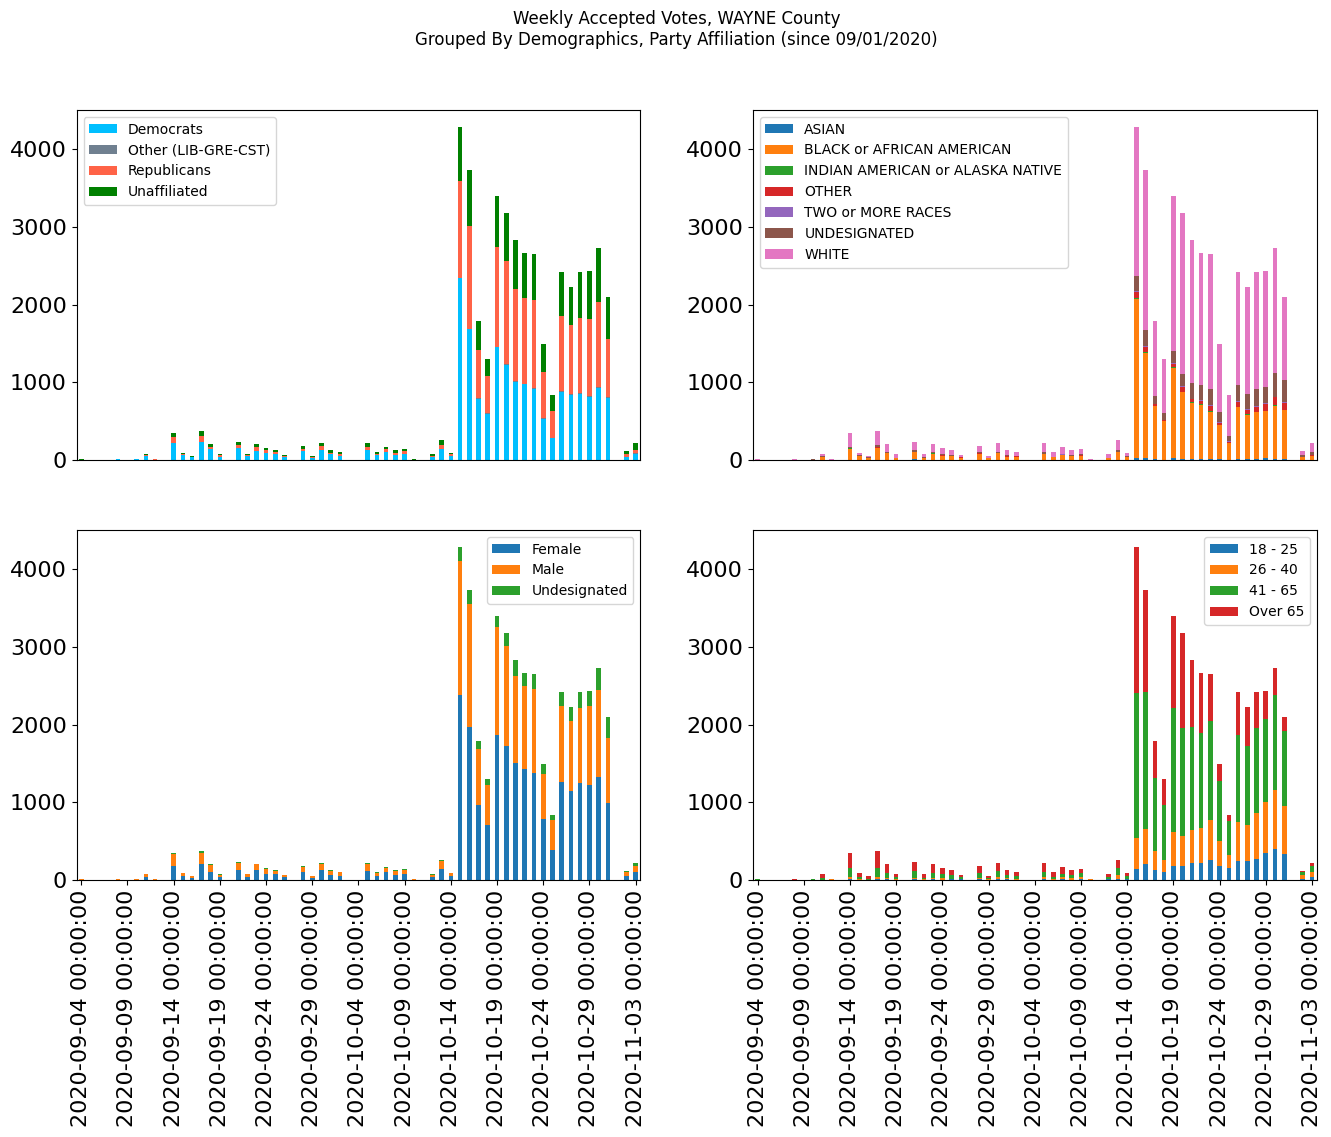 Weekly Accepted Votes, WAYNE County
Grouped By Demographics, Party Affiliation (since 09/01/2020)
4000
3000
2000
1000
0
Democrats
Other (LIB-GRE-CST)
Republicans
Unaffiliated
4000
3000
2000
1000
0
ASIAN
BLACK or AFRICAN AMERICAN
INDIAN AMERICAN or ALASKA NATIVE
OTHER
TWO or MORE RACES
UNDESIGNATED
WHITE
4000
3000
2000
1000
0
Female
Male
Undesignated
2020-09-04 00:00:00
2020-09-09 00:00:00
2020-09-14 00:00:00
2020-09-19 00:00:00
2020-09-24 00:00:00
2020-09-29 00:00:00
2020-10-04 00:00:00
2020-10-09 00:00:00
2020-10-14 00:00:00
2020-10-19 00:00:00
2020-10-24 00:00:00
2020-10-29 00:00:00
2020-11-03 00:00:00
4000
3000
2000
1000
0
18 - 25
26 - 40
41 - 65
Over 65
2020-09-04 00:00:00
2020-09-09 00:00:00
2020-09-14 00:00:00
2020-09-19 00:00:00
2020-09-24 00:00:00
2020-09-29 00:00:00
2020-10-04 00:00:00
2020-10-09 00:00:00
2020-10-14 00:00:00
2020-10-19 00:00:00
2020-10-24 00:00:00
2020-10-29 00:00:00
2020-11-03 00:00:00